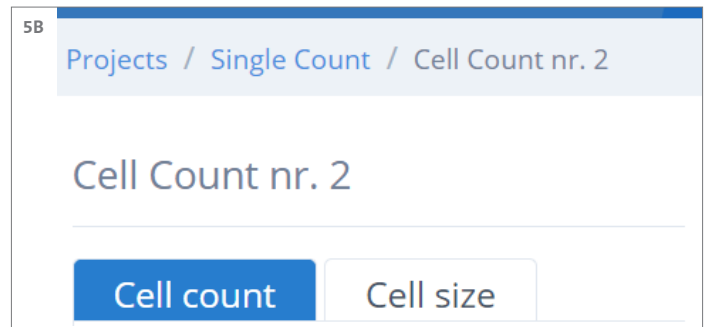 5B
Projects / Single Count / Cell Count nr. 2
Cell Count nr. 2
Cell count Cell size